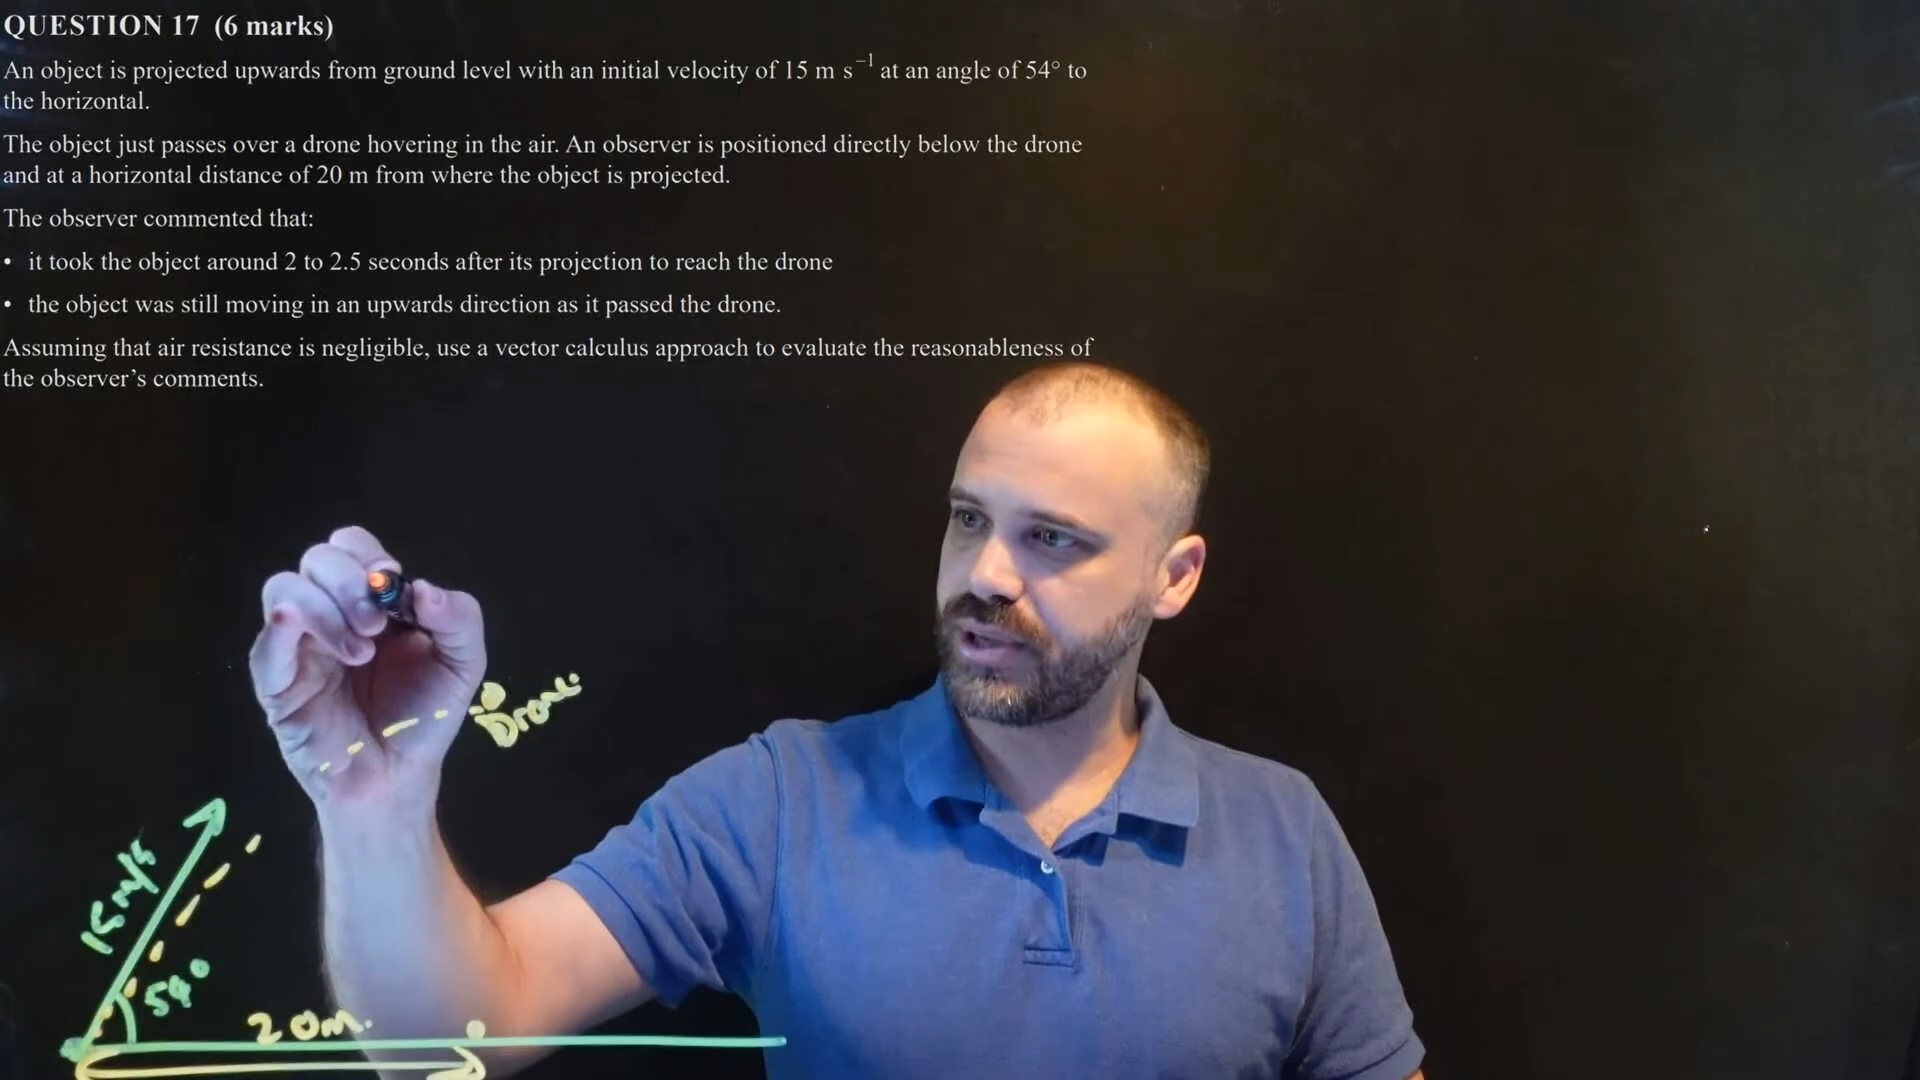 QUESTION 17 (6 marks)
An object is projected upwards from ground level with an initial velocity of 15 m s⁻¹ at an angle of 54° to
the horizontal.
The object just passes over a drone hovering in the air. An observer is positioned directly below the drone
and at a horizontal distance of 20 m from where the object is projected.
The observer commented that:
• it took the object around 2 to 2.5 seconds after its projection to reach the drone
• the object was still moving in an upwards direction as it passed the drone.
Assuming that air resistance is negligible, use a vector calculus approach to evaluate the reasonableness of
the observer's comments.
Drone.
15m/s
54°
20m.